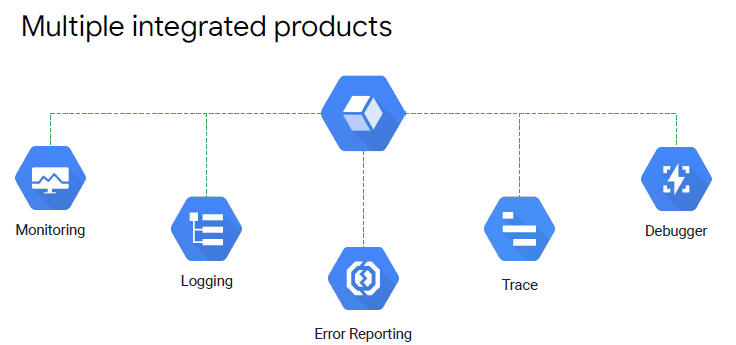 Multiple integrated products
Monitoring
Logging
Error Reporting
Trace
Debugger